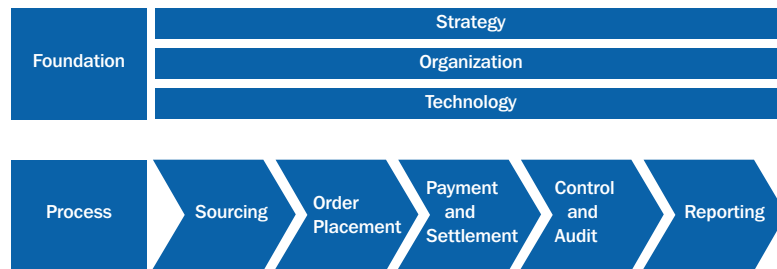 Strategy
Foundation
Organization
Technology
Process
Sourcing
Order
Placement
Payment
and
Settlement
Control
and
Audit
Reporting